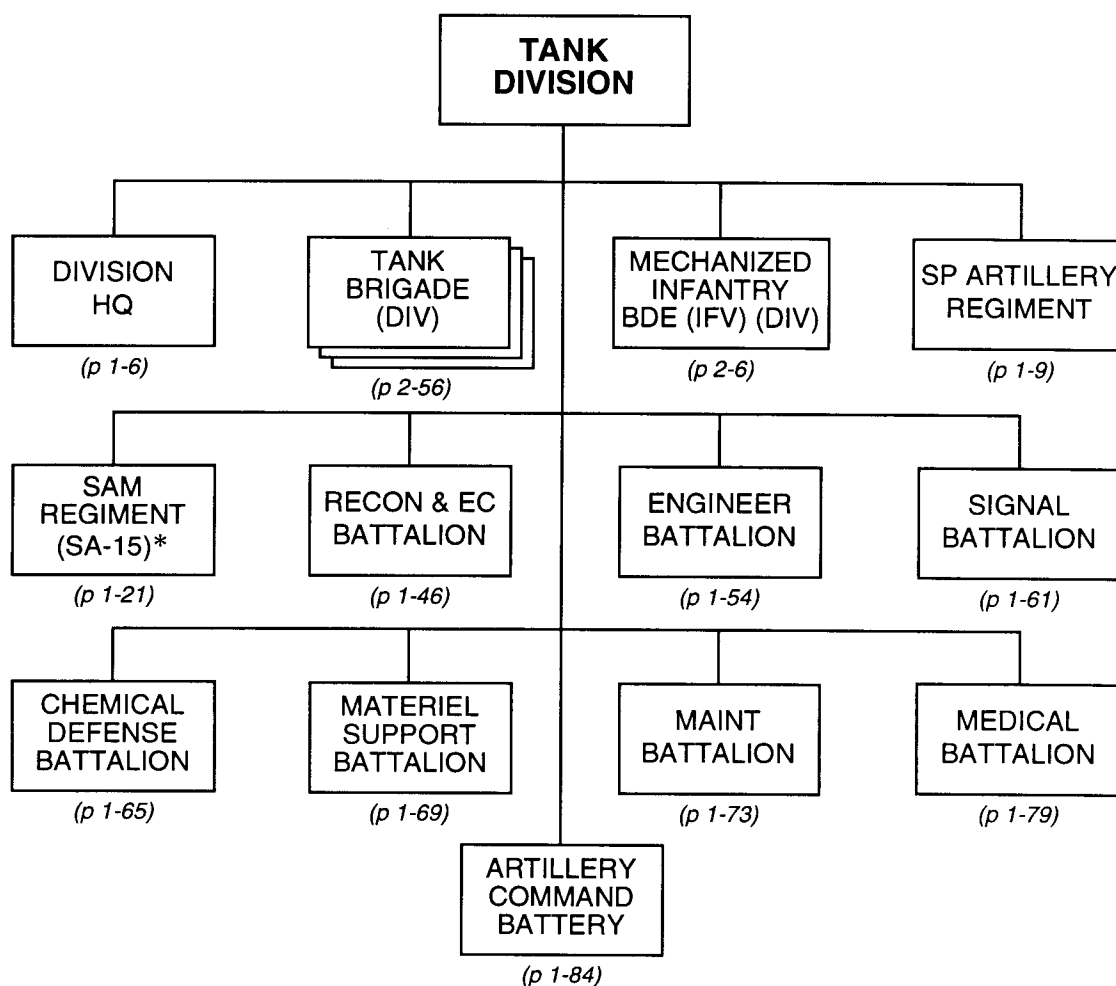 TANK
DIVISION
DIVISION
HQ
(p 1-6)
TANK
BRIGADE
(DIV)
(p 2-56)
MECHANIZED
INFANTRY
BDE (IFV) (DIV)
(p 2-6)
SP ARTILLERY
REGIMENT
(p 1-9)
SAM
REGIMENT
(SA-15)*
(p 1-21)
RECON & EC
BATTALION
(p 1-46)
ENGINEER
BATTALION
(p 1-54)
SIGNAL
BATTALION
(p 1-61)
CHEMICAL
DEFENSE
BATTALION
(p 1-65)
MATERIEL
SUPPORT
BATTALION
(p 1-69)
MAINT
BATTALION
(p 1-73)
MEDICAL
BATTALION
(p 1-79)
ARTILLERY
COMMAND
BATTERY
(p 1-84)